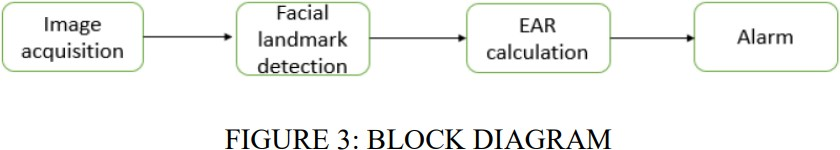 Image
acquisition
Facial
landmark
detection
EAR
calculation
Alarm
FIGURE 3: BLOCK DIAGRAM